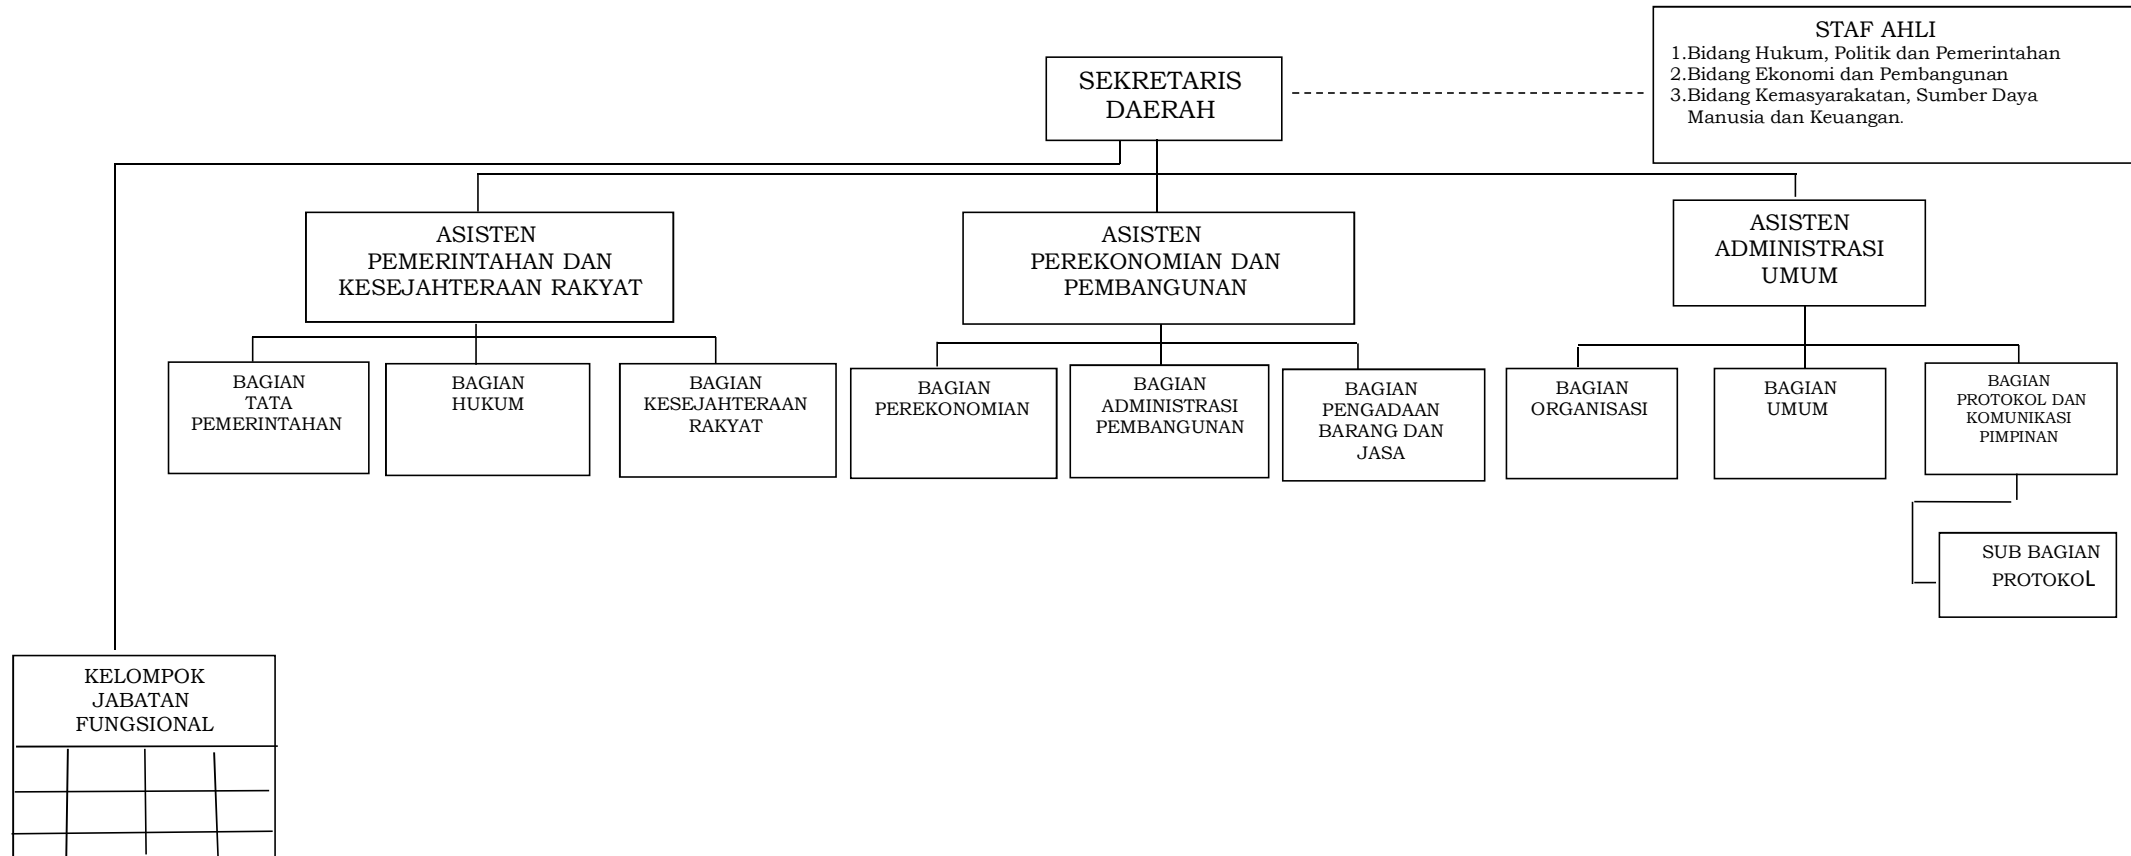 STAF AHLI
1.Bidang Hukum, Politik dan Pemerintahan
2.Bidang Ekonomi dan Pembangunan
3.Bidang Kemasyarakatan, Sumber Daya
Manusia dan Keuangan.
SEKRETARIS
DAERAH
ASISTEN
PEMERINTAHAN DAN
KESEJAHTERAAN RAKYAT
ASISTEN
PEREKONOMIAN DAN
PEMBANGUNAN
ASISTEN
ADMINISTRASI
UMUM
BAGIAN
TATA
PEMERINTAHAN
BAGIAN
HUKUM
BAGIAN
KESEJAHTERAAN
RAKYAT
BAGIAN
PEREKONOMIAN
BAGIAN
ADMINISTRASI
PEMBANGUNAN
BAGIAN
PENGADAAN
BARANG DAN
JASA
BAGIAN
ORGANISASI
BAGIAN
UMUM
BAGIAN
PROTOKOL DAN
KOMUNIKASI
PIMPINAN
SUB BAGIAN
PROTOKOL
KELOMPOK
JABATAN
FUNGSIONAL